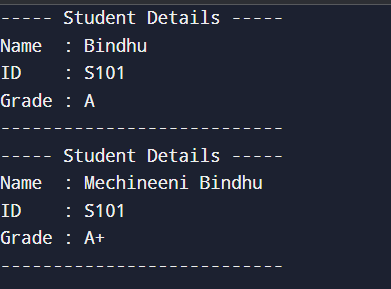 ----- Student Details -----
Name  : Bindhu
ID    : S101
Grade : A
---------------------------
----- Student Details -----
Name  : Mechineeni Bindhu
ID    : S101
Grade : A+
---------------------------